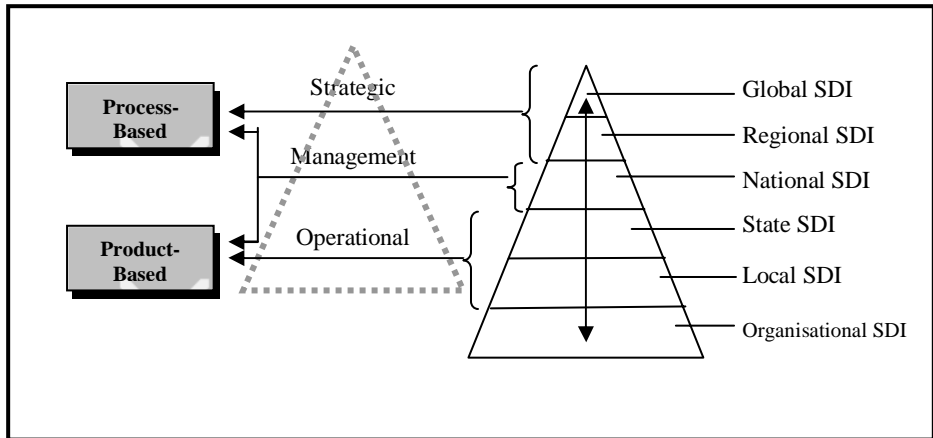 Process-
Based
Product-
Based
Strategic
Management
Operational
Global SDI
Regional SDI
National SDI
State SDI
Local SDI
Organisational SDI